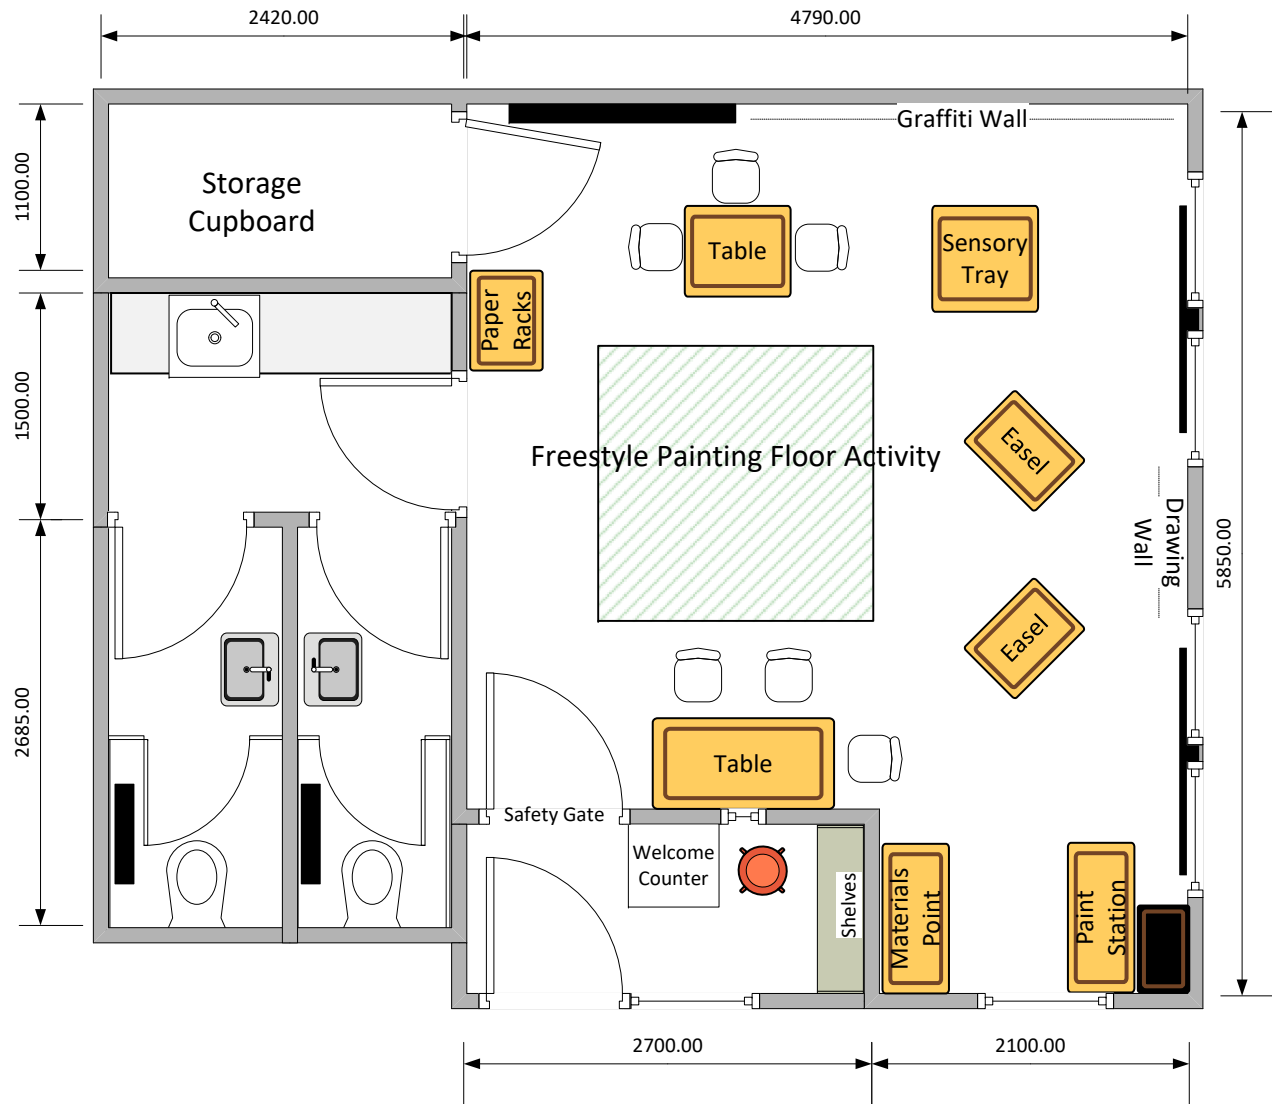 2420.00
4790.00
Graffiti Wall
1100.00
Storage
Cupboard
Table
Sensory
Tray
Paper
Racks
1500.00
Freestyle Painting Floor Activity
Easel
Drawing
Wall
5850.00
Easel
2685.00
Table
Safety Gate
Welcome
Counter
Shelves
Materials
Point
Paint
Station
2700.00
2100.00